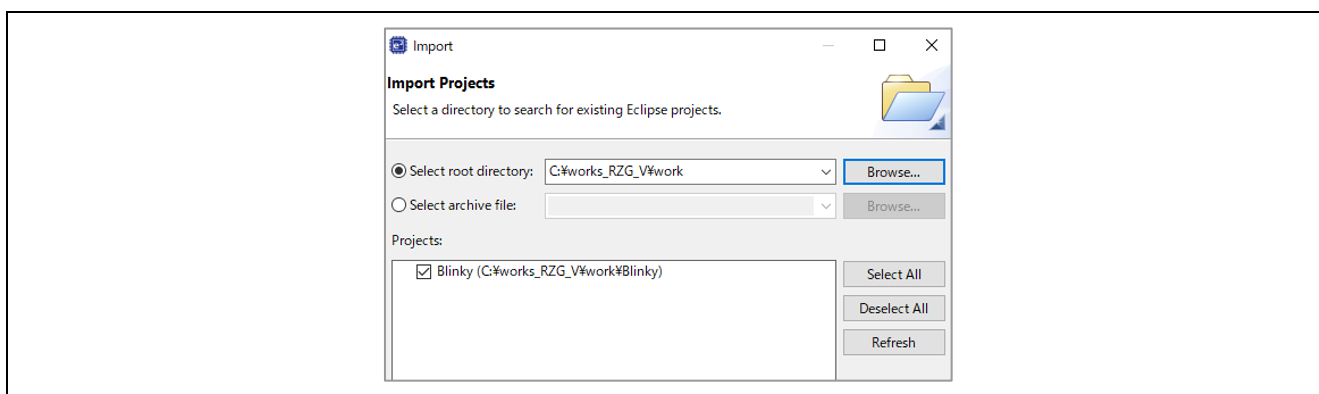 Import
Import Projects
Select a directory to search for existing Eclipse projects.
Select root directory: C:¥works_RZG_V¥work Browse...
Select archive file: Browse...
Projects:
Blinky (C:¥works_RZG_V¥work¥Blinky) Select All
Deselect All
Refresh